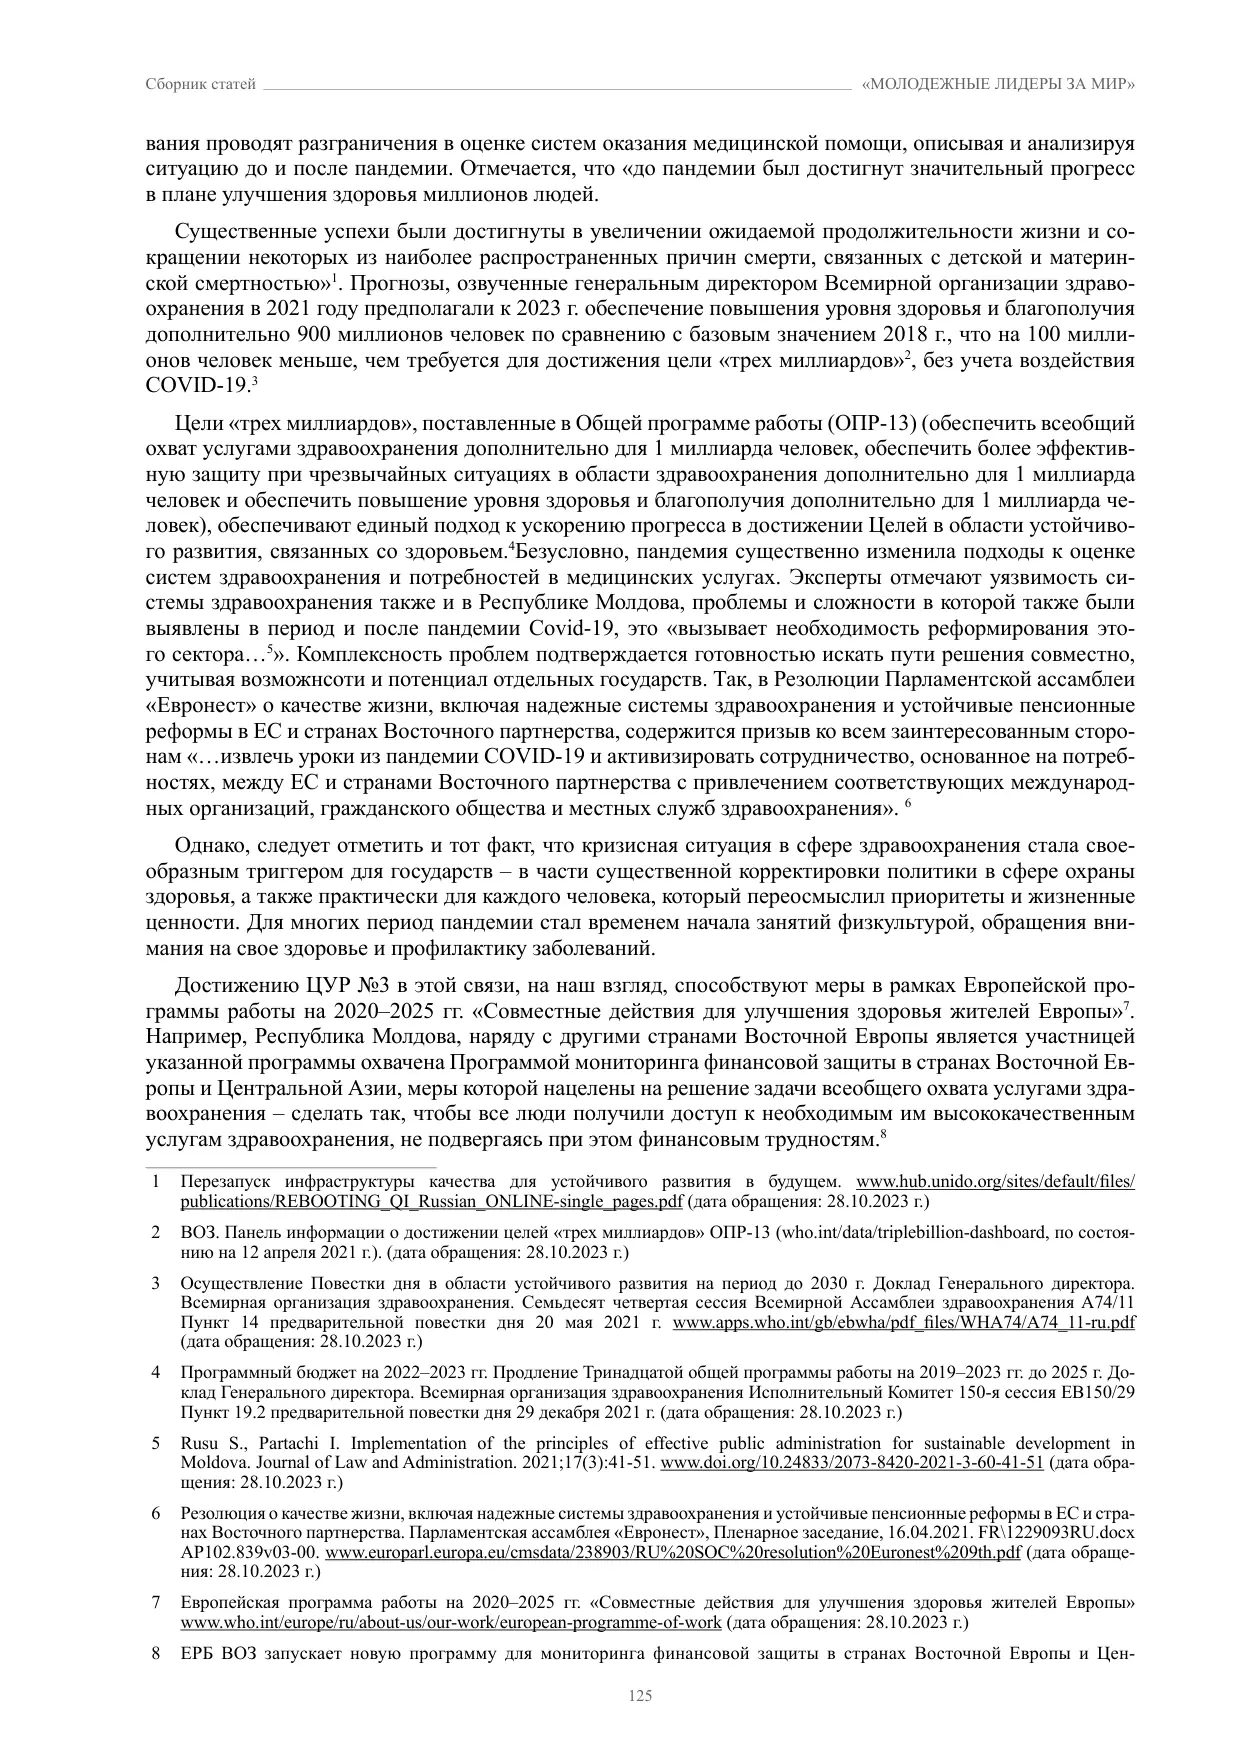 Сборник статей «МОЛОДЕЖНЫЕ ЛИДЕРЫ ЗА МИР»
вания проводят разграничения в оценке систем оказания медицинской помощи, описывая и анализируя
ситуацию до и после пандемии. Отмечается, что «до пандемии был достигнут значительный прогресс
в плане улучшения здоровья миллионов людей.
Существенные успехи были достигнуты в увеличении ожидаемой продолжительности жизни и со-
кращении некоторых из наиболее распространенных причин смерти, связанных с детской и материн-
ской смертностью»¹. Прогнозы, озвученные генеральным директором Всемирной организации здраво-
охранения в 2021 году предполагали к 2023 г. обеспечение повышения уровня здоровья и благополучия
дополнительно 900 миллионов человек по сравнению с базовым значением 2018 г., что на 100 милли-
онов человек меньше, чем требуется для достижения цели «трех миллиардов»², без учета воздействия
COVID-19.³
Цели «трех миллиардов», поставленные в Общей программе работы (ОПР-13) (обеспечить всеобщий
охват услугами здравоохранения дополнительно для 1 миллиарда человек, обеспечить более эффектив-
ную защиту при чрезвычайных ситуациях в области здравоохранения дополнительно для 1 миллиарда
человек и обеспечить повышение уровня здоровья и благополучия дополнительно для 1 миллиарда че-
ловек), обеспечивают единый подход к ускорению прогресса в достижении Целей в области устойчиво-
го развития, связанных со здоровьем.⁴Безусловно, пандемия существенно изменила подходы к оценке
систем здравоохранения и потребностей в медицинских услугах. Эксперты отмечают уязвимость си-
стемы здравоохранения также и в Республике Молдова, проблемы и сложности в которой также были
выявлены в период и после пандемии Covid-19, это «вызывает необходимость реформирования это-
го сектора…⁵». Комплексность проблем подтверждается готовностью искать пути решения совместно,
учитывая возможнсоти и потенциал отдельных государств. Так, в Резолюции Парламентской ассамблеи
«Евронест» о качестве жизни, включая надежные системы здравоохранения и устойчивые пенсионные
реформы в ЕС и странах Восточного партнерства, содержится призыв ко всем заинтересованным сторо-
нам «…извлечь уроки из пандемии COVID-19 и активизировать сотрудничество, основанное на потреб-
ностях, между ЕС и странами Восточного партнерства с привлечением соответствующих международ-
ных организаций, гражданского общества и местных служб здравоохранения». ⁶
Однако, следует отметить и тот факт, что кризисная ситуация в сфере здравоохранения стала свое-
образным триггером для государств – в части существенной корректировки политики в сфере охраны
здоровья, а также практически для каждого человека, который переосмыслил приоритеты и жизненные
ценности. Для многих период пандемии стал временем начала занятий физкультурой, обращения вни-
мания на свое здоровье и профилактику заболеваний.
Достижению ЦУР №3 в этой связи, на наш взгляд, способствуют меры в рамках Европейской про-
граммы работы на 2020–2025 гг. «Совместные действия для улучшения здоровья жителей Европы»⁷.
Например, Республика Молдова, наряду с другими странами Восточной Европы является участницей
указанной программы охвачена Программой мониторинга финансовой защиты в странах Восточной Ев-
ропы и Центральной Азии, меры которой нацелены на решение задачи всеобщего охвата услугами здра-
воохранения – сделать так, чтобы все люди получили доступ к необходимым им высококачественным
услугам здравоохранения, не подвергаясь при этом финансовым трудностям.⁸
1 Перезапуск инфраструктуры качества для устойчивого развития в будущем. www.hub.unido.org/sites/default/files/
publications/REBOOTING_QI_Russian_ONLINE-single_pages.pdf (дата обращения: 28.10.2023 г.)
2 ВОЗ. Панель информации о достижении целей «трех миллиардов» ОПР-13 (who.int/data/triplebillion-dashboard, по состоя-
нию на 12 апреля 2021 г.). (дата обращения: 28.10.2023 г.)
3 Осуществление Повестки дня в области устойчивого развития на период до 2030 г. Доклад Генерального директора.
Всемирная организация здравоохранения. Семьдесят четвертая сессия Всемирной Ассамблеи здравоохранения A74/11
Пункт 14 предварительной повестки дня 20 мая 2021 г. www.apps.who.int/gb/ebwha/pdf_files/WHA74/A74_11-ru.pdf
(дата обращения: 28.10.2023 г.)
4 Программный бюджет на 2022–2023 гг. Продление Тринадцатой общей программы работы на 2019–2023 гг. до 2025 г. До-
клад Генерального директора. Всемирная организация здравоохранения Исполнительный Комитет 150-я сессия EB150/29
Пункт 19.2 предварительной повестки дня 29 декабря 2021 г. (дата обращения: 28.10.2023 г.)
5 Rusu S., Partachi I. Implementation of the principles of effective public administration for sustainable development in
Moldova. Journal of Law and Administration. 2021;17(3):41-51. www.doi.org/10.24833/2073-8420-2021-3-60-41-51 (дата обра-
щения: 28.10.2023 г.)
6 Резолюция о качестве жизни, включая надежные системы здравоохранения и устойчивые пенсионные реформы в ЕС и стра-
нах Восточного партнерства. Парламентская ассамблея «Евронест», Пленарное заседание, 16.04.2021. FR\1229093RU.docx
AP102.839v03-00. www.europarl.europa.eu/cmsdata/238903/RU%20SOC%20resolution%20Euronest%209th.pdf (дата обраще-
ния: 28.10.2023 г.)
7 Европейская программа работы на 2020–2025 гг. «Совместные действия для улучшения здоровья жителей Европы»
www.who.int/europe/ru/about-us/our-work/european-programme-of-work (дата обращения: 28.10.2023 г.)
8 ЕРБ ВОЗ запускает новую программу для мониторинга финансовой защиты в странах Восточной Европы и Цен-
125